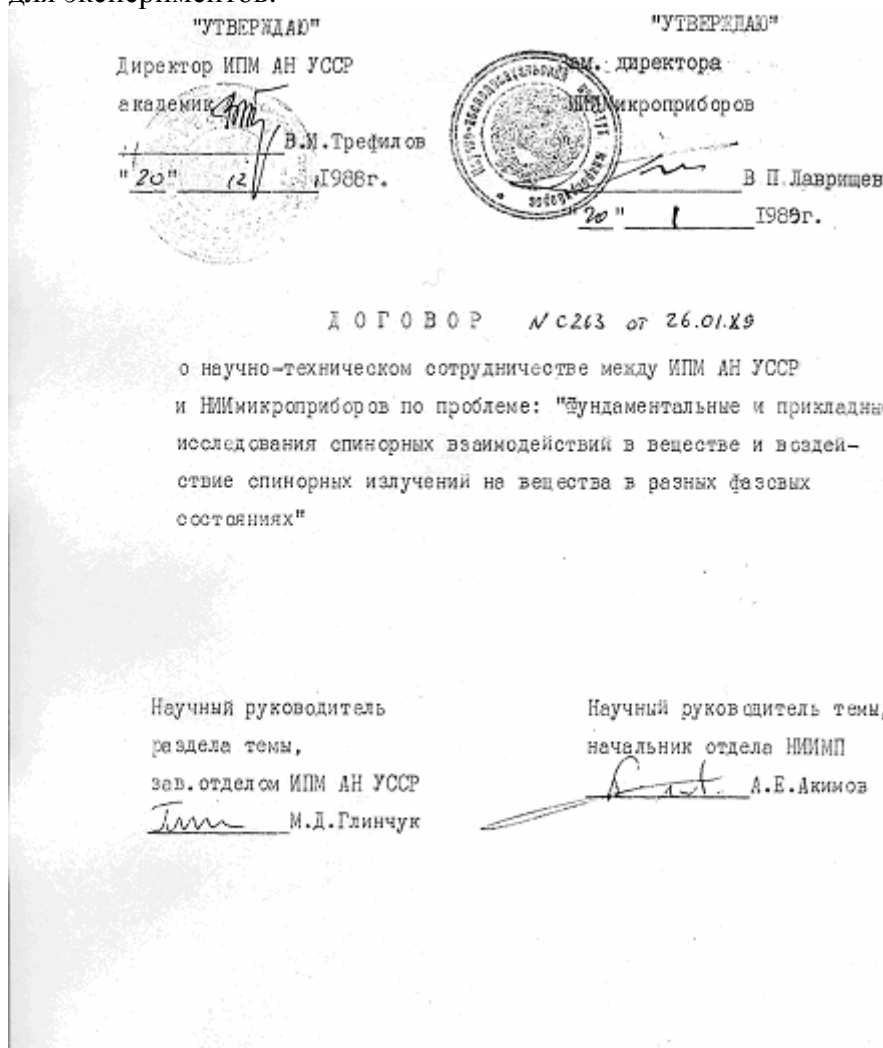 для экспериментов.
"УТВЕРЖДАЮ"
Директор ИПМ АН УССР
академик
В.И.Трефилов
"20" 12 1988г.
"УТВЕРЖДАЮ"
Зам. директора
НИИМикроприборов
В П.Лаврищев
"20" 1 1989г.
ДОГОВОР N С263 от 26.01.89
о научно-техническом сотрудничестве между ИПМ АН УССР
и НИИмикроприборов по проблеме: "Фундаментальные и прикладны
исследования спинорных взаимодействий в веществе и воздей-
ствие спинорных излучений на вещества в разных фазовых
состояниях"
Научный руководитель
раздела темы,
зав.отделом ИПМ АН УССР
М.Д.Глинчук
Научный руководитель темы,
начальник отдела НИИМП
А.Е.Акимов